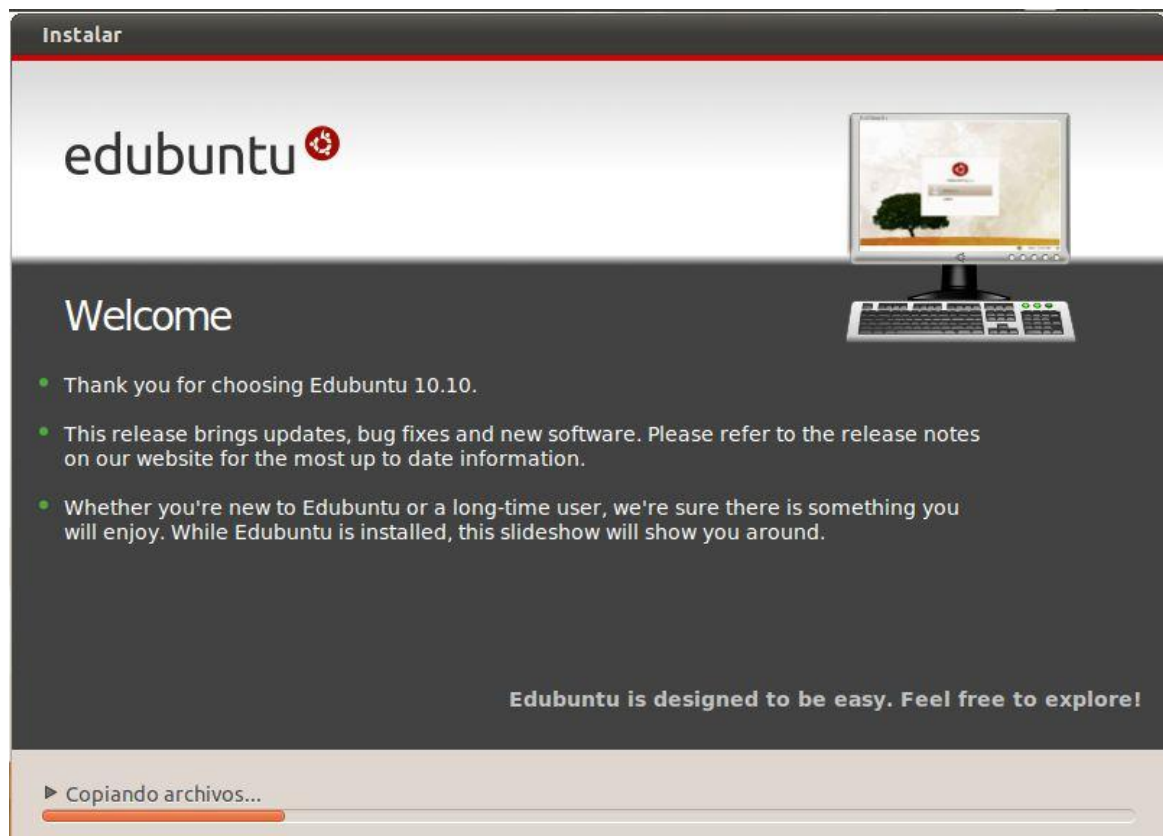 Instalar
edubuntu
Welcome
Thank you for choosing Edubuntu 10.10.
This release brings updates, bug fixes and new software. Please refer to the release notes
on our website for the most up to date information.
Whether you're new to Edubuntu or a long-time user, we're sure there is something you
will enjoy. While Edubuntu is installed, this slideshow will show you around.
Edubuntu is designed to be easy. Feel free to explore!
Copiando archivos...